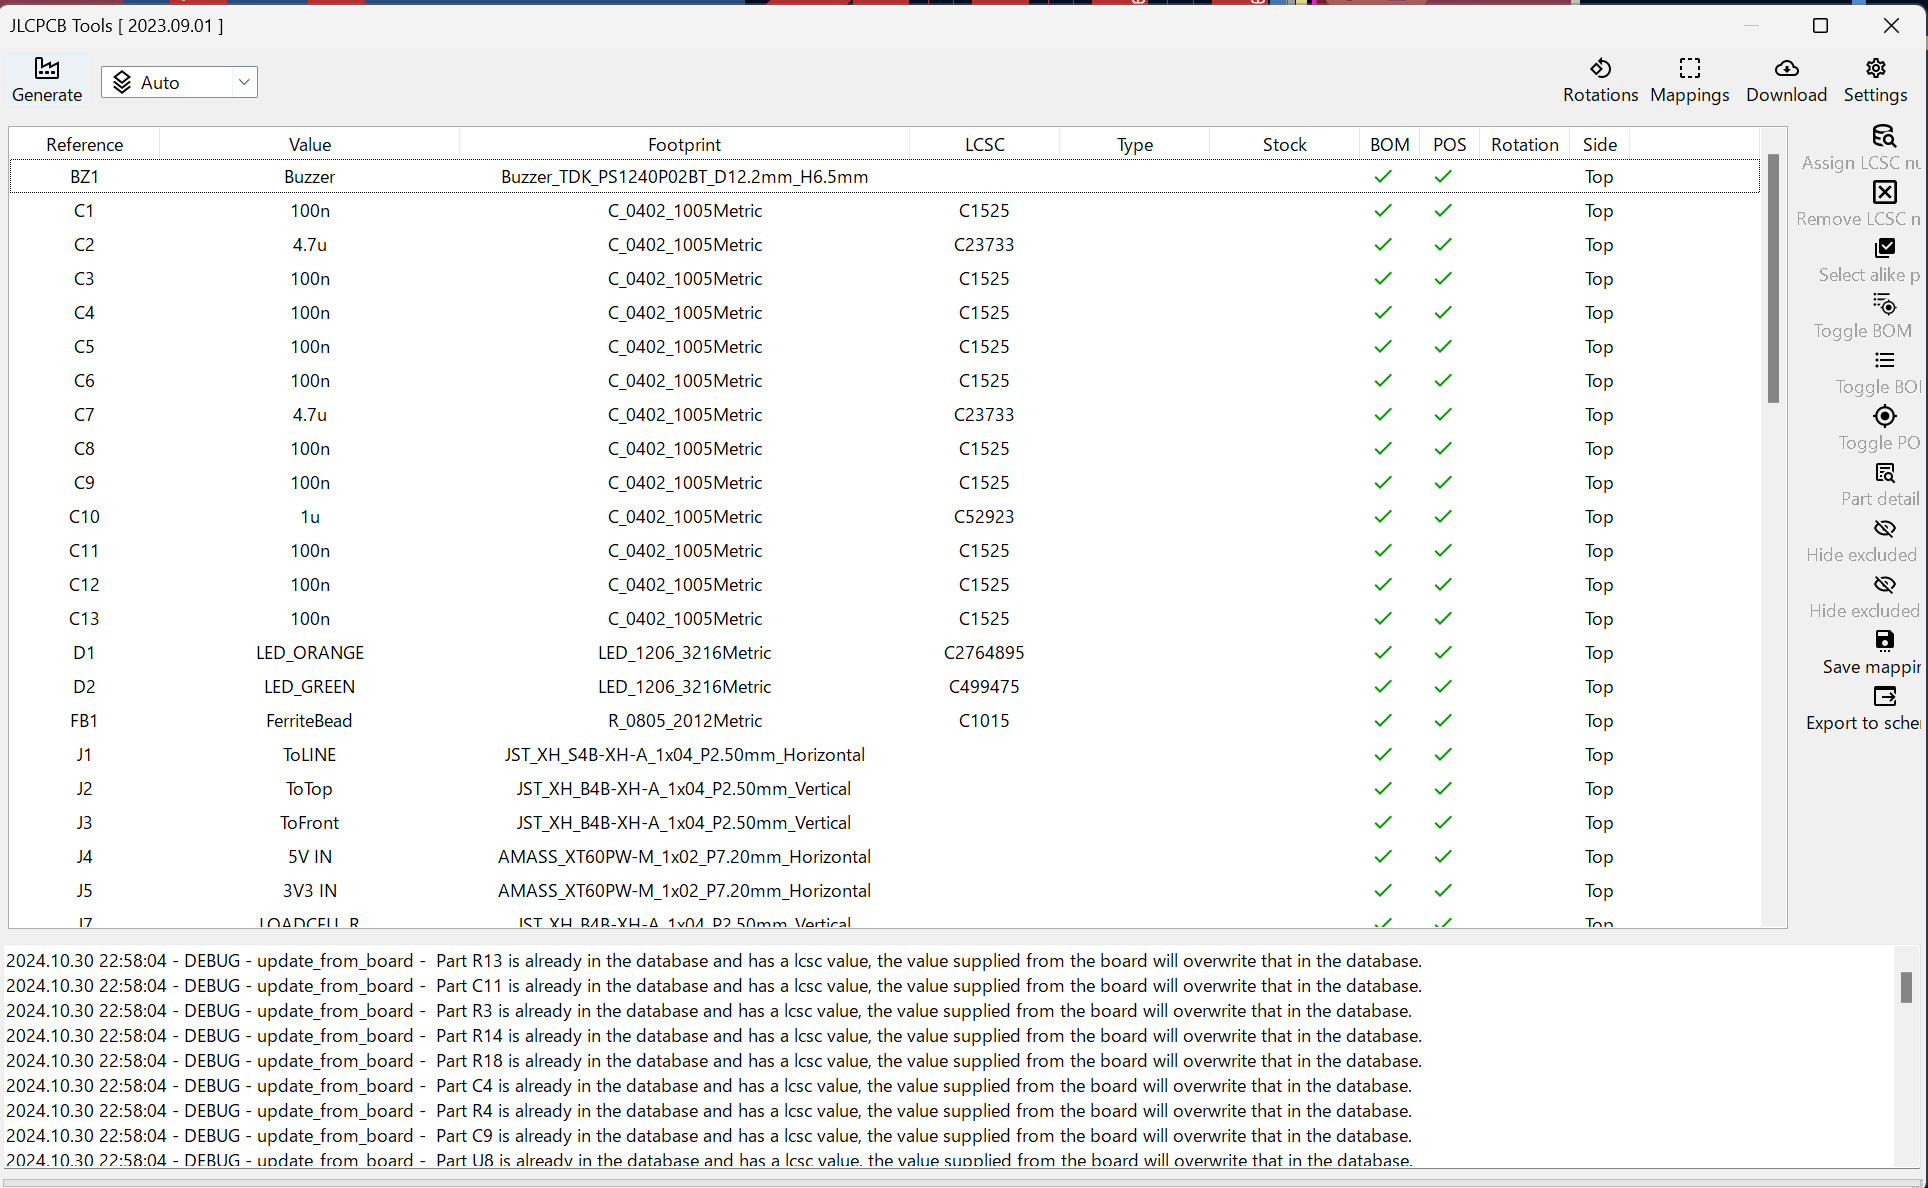 JLCPCB Tools [ 2023.09.01 ]
Generate
Auto
Rotations Mappings Download Settings
Reference Value Footprint LCSC Type Stock BOM POS Rotation Side
BZ1 Buzzer Buzzer_TDK_PS1240P02BT_D12.2mm_H6.5mm Top
C1 100n C_0402_1005Metric C1525 Top
C2 4.7u C_0402_1005Metric C23733 Top
C3 100n C_0402_1005Metric C1525 Top
C4 100n C_0402_1005Metric C1525 Top
C5 100n C_0402_1005Metric C1525 Top
C6 100n C_0402_1005Metric C1525 Top
C7 4.7u C_0402_1005Metric C23733 Top
C8 100n C_0402_1005Metric C1525 Top
C9 100n C_0402_1005Metric C1525 Top
C10 1u C_0402_1005Metric C52923 Top
C11 100n C_0402_1005Metric C1525 Top
C12 100n C_0402_1005Metric C1525 Top
C13 100n C_0402_1005Metric C1525 Top
D1 LED_ORANGE LED_1206_3216Metric C2764895 Top
D2 LED_GREEN LED_1206_3216Metric C499475 Top
FB1 FerriteBead R_0805_2012Metric C1015 Top
J1 ToLINE JST_XH_S4B-XH-A_1x04_P2.50mm_Horizontal Top
J2 ToTop JST_XH_B4B-XH-A_1x04_P2.50mm_Vertical Top
J3 ToFront JST_XH_B4B-XH-A_1x04_P2.50mm_Vertical Top
J4 5V IN AMASS_XT60PW-M_1x02_P7.20mm_Horizontal Top
J5 3V3 IN AMASS_XT60PW-M_1x02_P7.20mm_Horizontal Top
J7 LOADCELL_R JST_XH_B4B-XH-A_1x04_P2.50mm_Vertical Top
Assign LCSC nu
Remove LCSC n
Select alike p
Toggle BOM
Toggle BO
Toggle PO
Part detail
Hide excluded
Hide excluded
Save mappin
Export to sche
2024.10.30 22:58:04 - DEBUG - update_from_board - Part R13 is already in the database and has a lcsc value, the value supplied from the board will overwrite that in the database.
2024.10.30 22:58:04 - DEBUG - update_from_board - Part C11 is already in the database and has a lcsc value, the value supplied from the board will overwrite that in the database.
2024.10.30 22:58:04 - DEBUG - update_from_board - Part R3 is already in the database and has a lcsc value, the value supplied from the board will overwrite that in the database.
2024.10.30 22:58:04 - DEBUG - update_from_board - Part R14 is already in the database and has a lcsc value, the value supplied from the board will overwrite that in the database.
2024.10.30 22:58:04 - DEBUG - update_from_board - Part R18 is already in the database and has a lcsc value, the value supplied from the board will overwrite that in the database.
2024.10.30 22:58:04 - DEBUG - update_from_board - Part C4 is already in the database and has a lcsc value, the value supplied from the board will overwrite that in the database.
2024.10.30 22:58:04 - DEBUG - update_from_board - Part R4 is already in the database and has a lcsc value, the value supplied from the board will overwrite that in the database.
2024.10.30 22:58:04 - DEBUG - update_from_board - Part C9 is already in the database and has a lcsc value, the value supplied from the board will overwrite that in the database.
2024.10.30 22:58:04 - DEBUG - update_from_board - Part U8 is already in the database and has a lcsc value, the value supplied from the board will overwrite that in the database.